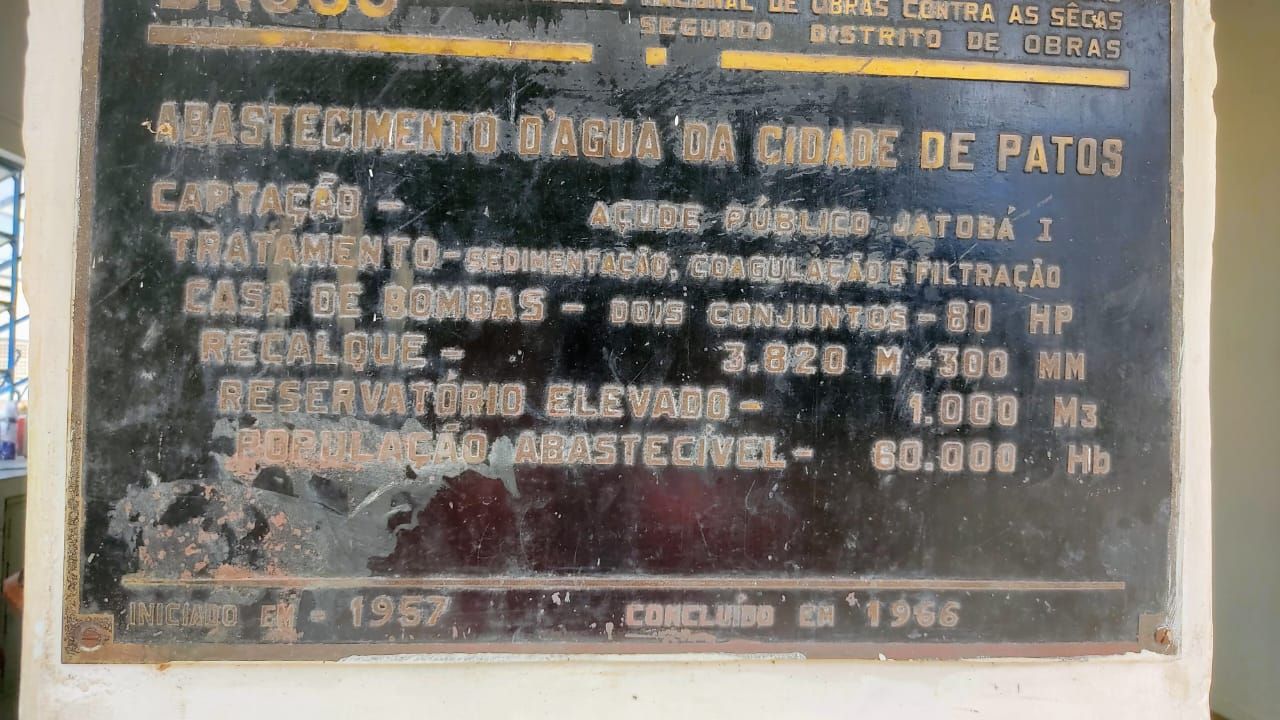 NACIONAL DE OBRAS CONTRA AS SÊCAS
SEGUNDO DISTRITO DE OBRAS
ABASTECIMENTO D'AGUA DA CIDADE DE PATOS
CAPTAÇÃO - AÇUDE PÚBLICO JATOBÁ I
TRATAMENTO - SEDIMENTAÇÃO, COAGULAÇÃO E FILTRAÇÃO
CASA DE BOMBAS - DOIS CONJUNTOS - 80 HP
RECALQUE - 3.820 M - 300 MM
RESERVATÓRIO ELEVADO - 1.000 M3
POPULAÇÃO ABASTECÍVEL - 60.000 Hb
INICIADO EM - 1957 CONCLUÍDO EM 1966